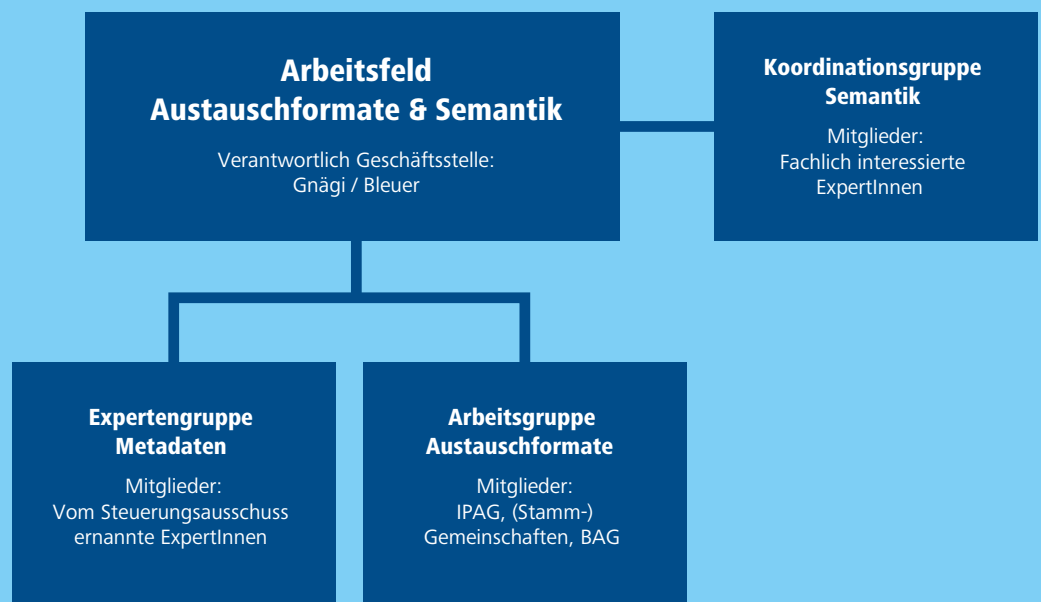 Arbeitsfeld
Austauschformate & Semantik
Verantwortlich Geschäftsstelle:
Gnägi / Bleuer
Koordinationsgruppe
Semantik
Mitglieder:
Fachlich interessierte
ExpertInnen
Expertengruppe
Metadaten
Mitglieder:
Vom Steuerungsausschuss
ernannte ExpertInnen
Arbeitsgruppe
Austauschformate
Mitglieder:
IPAG, (Stamm-)
Gemeinschaften, BAG